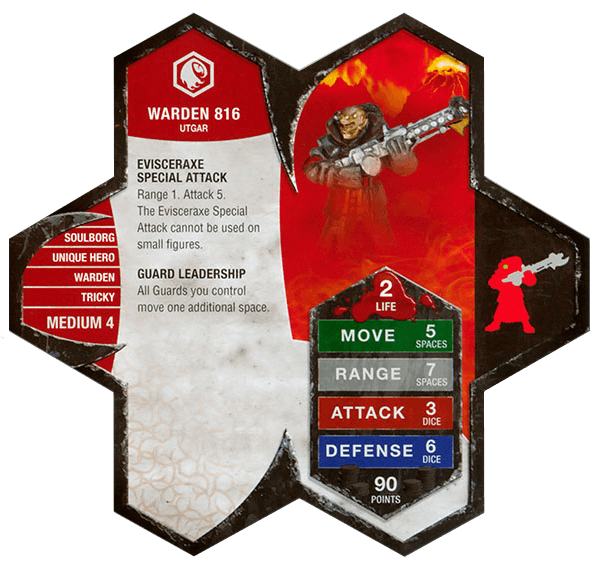 WARDEN 816
UTGAR
EVISCERAXE
SPECIAL ATTACK
Range 1. Attack 5.
The Evisceraxe Special
Attack cannot be used on
small figures.
GUARD LEADERSHIP
All Guards you control
move one additional space.
SOULBORG
UNIQUE HERO
WARDEN
TRICKY
MEDIUM 4
2
LIFE
MOVE 5
SPACES
RANGE 7
SPACES
ATTACK 3
DICE
DEFENSE 6
DICE
90
POINTS